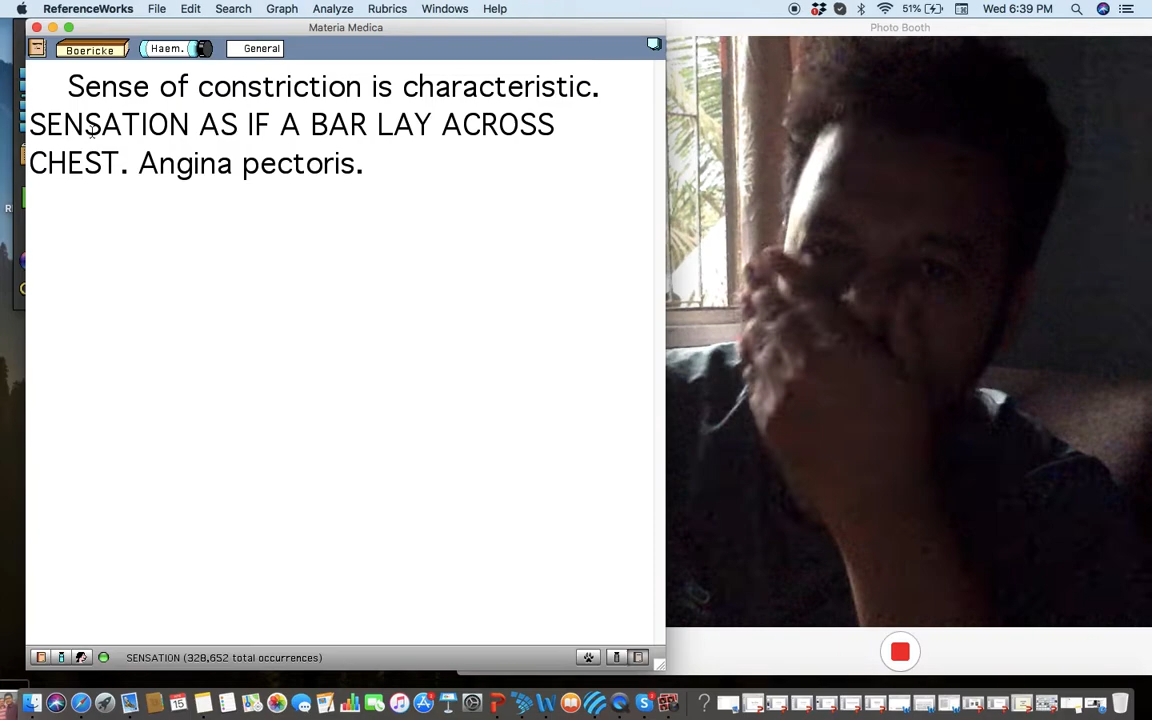 ReferenceWorks File Edit Search Graph Analyze Rubrics Windows Help 51% Wed 6:39 PM
Materia Medica
Photo Booth
Boericke Haem. General
Sense of constriction is characteristic.
SENSATION AS IF A BAR LAY ACROSS
CHEST. Angina pectoris.
SENSATION (328,652 total occurrences)